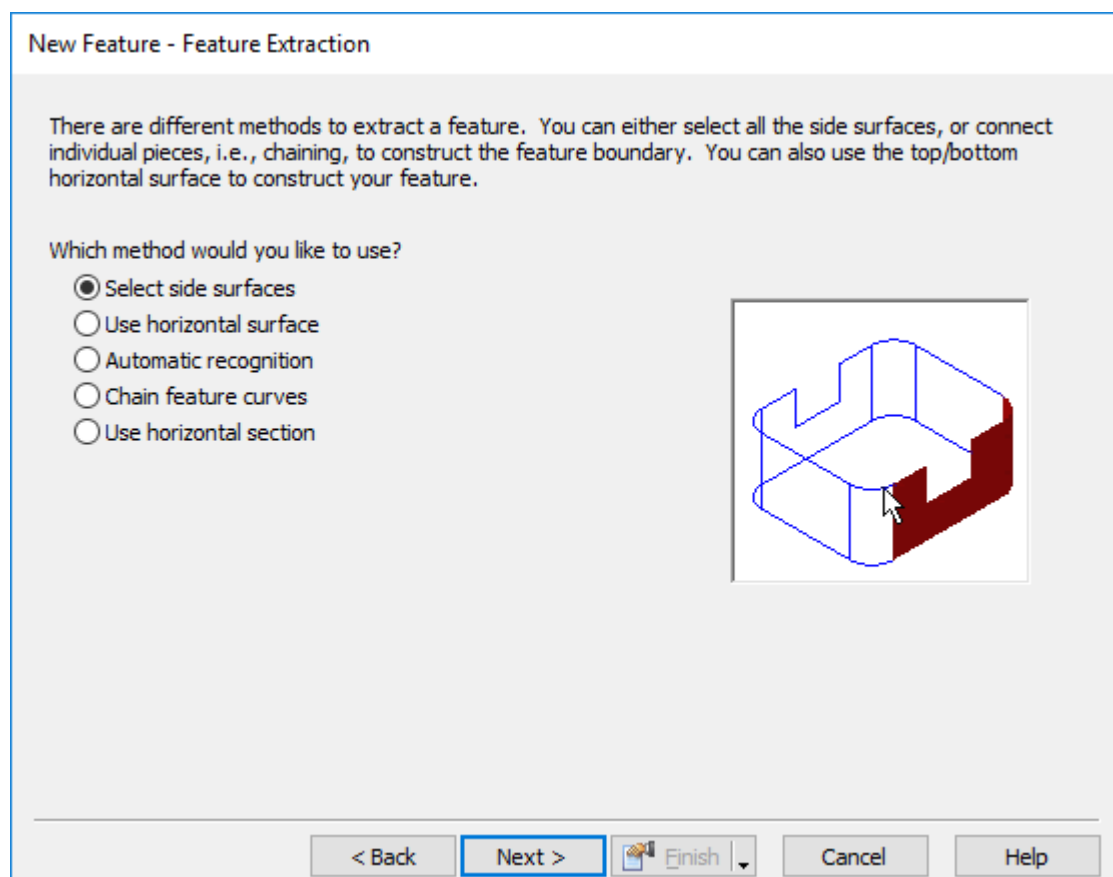 New Feature - Feature Extraction
There are different methods to extract a feature. You can either select all the side surfaces, or connect
individual pieces, i.e., chaining, to construct the feature boundary. You can also use the top/bottom
horizontal surface to construct your feature.
Which method would you like to use?
Select side surfaces
Use horizontal surface
Automatic recognition
Chain feature curves
Use horizontal section
< Back Next > Finish Cancel Help